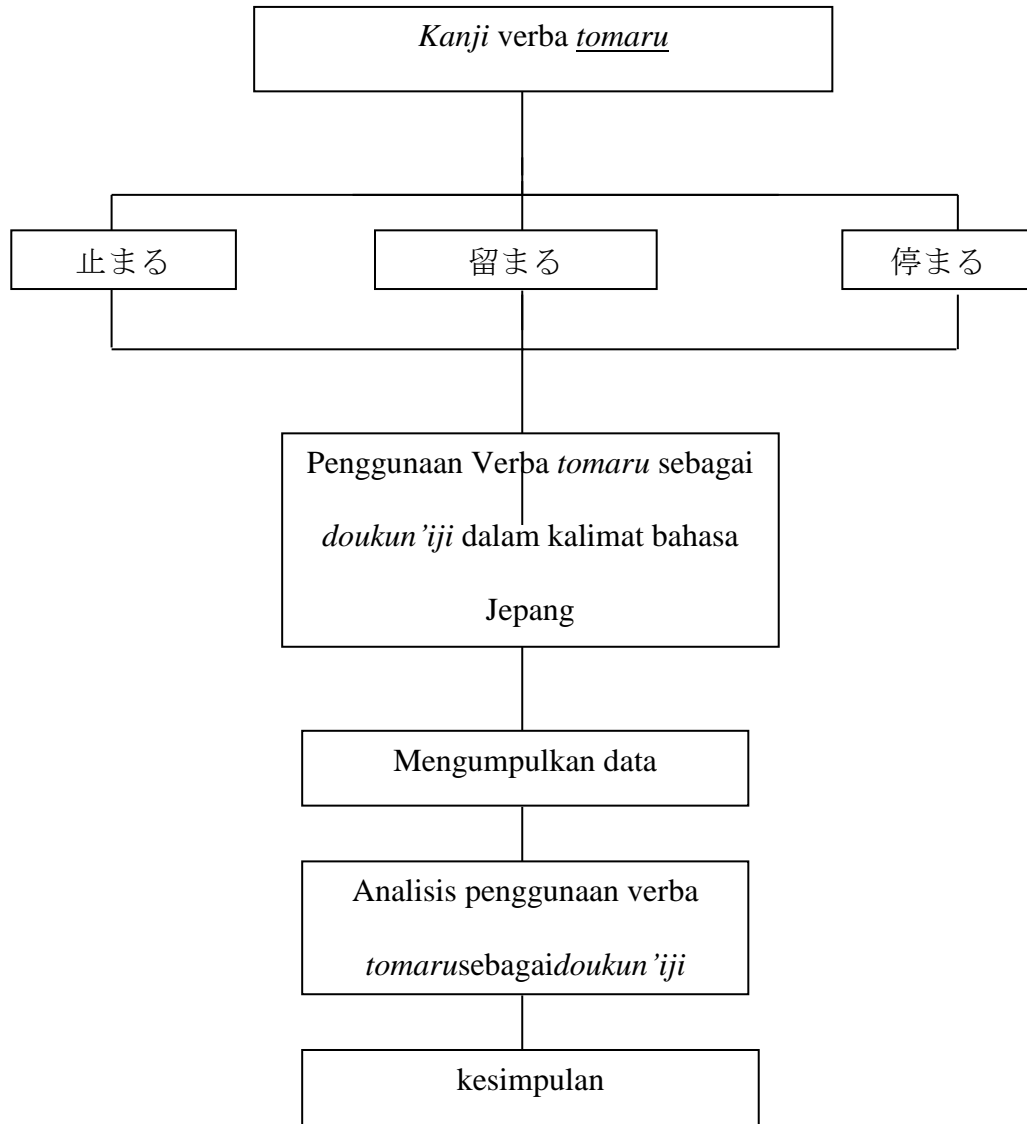 Kanji verba tomaru
止まる
留まる
停まる
Penggunaan Verba tomaru sebagai
doukun’iji dalam kalimat bahasa
Jepang
Mengumpulkan data
Analisis penggunaan verba
tomarusebagaidoukun’iji
kesimpulan